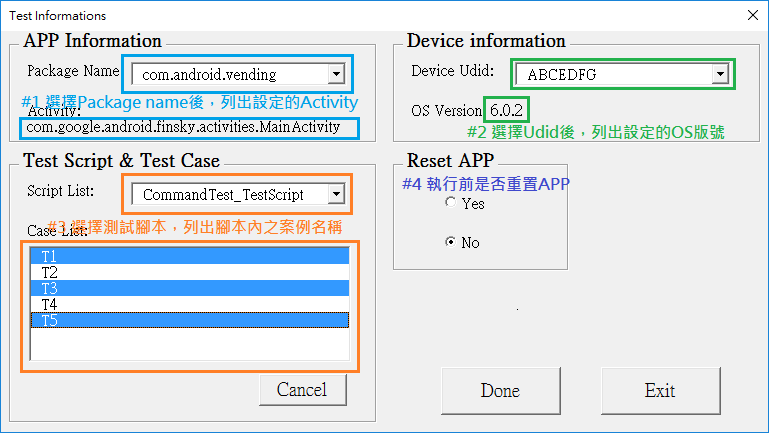 Test Informations
APP Information
Package Name
com.android.vending
#1 選擇Package name後，列出設定的Activity
Activity:
com.google.android.finsky.activities.MainActivity
Device information
Device Udid:
ABCEDFG
OS Version
6.0.2
#2 選擇Udid後，列出設定的OS版號
Test Script & Test Case
Script List:
CommandTest_TestScript
#3 選擇測試腳本，列出腳本內之案例名稱
Case List:
T1
T2
T3
T4
T5
Cancel
Reset APP
#4 執行前是否重置APP
Yes
No
Done
Exit